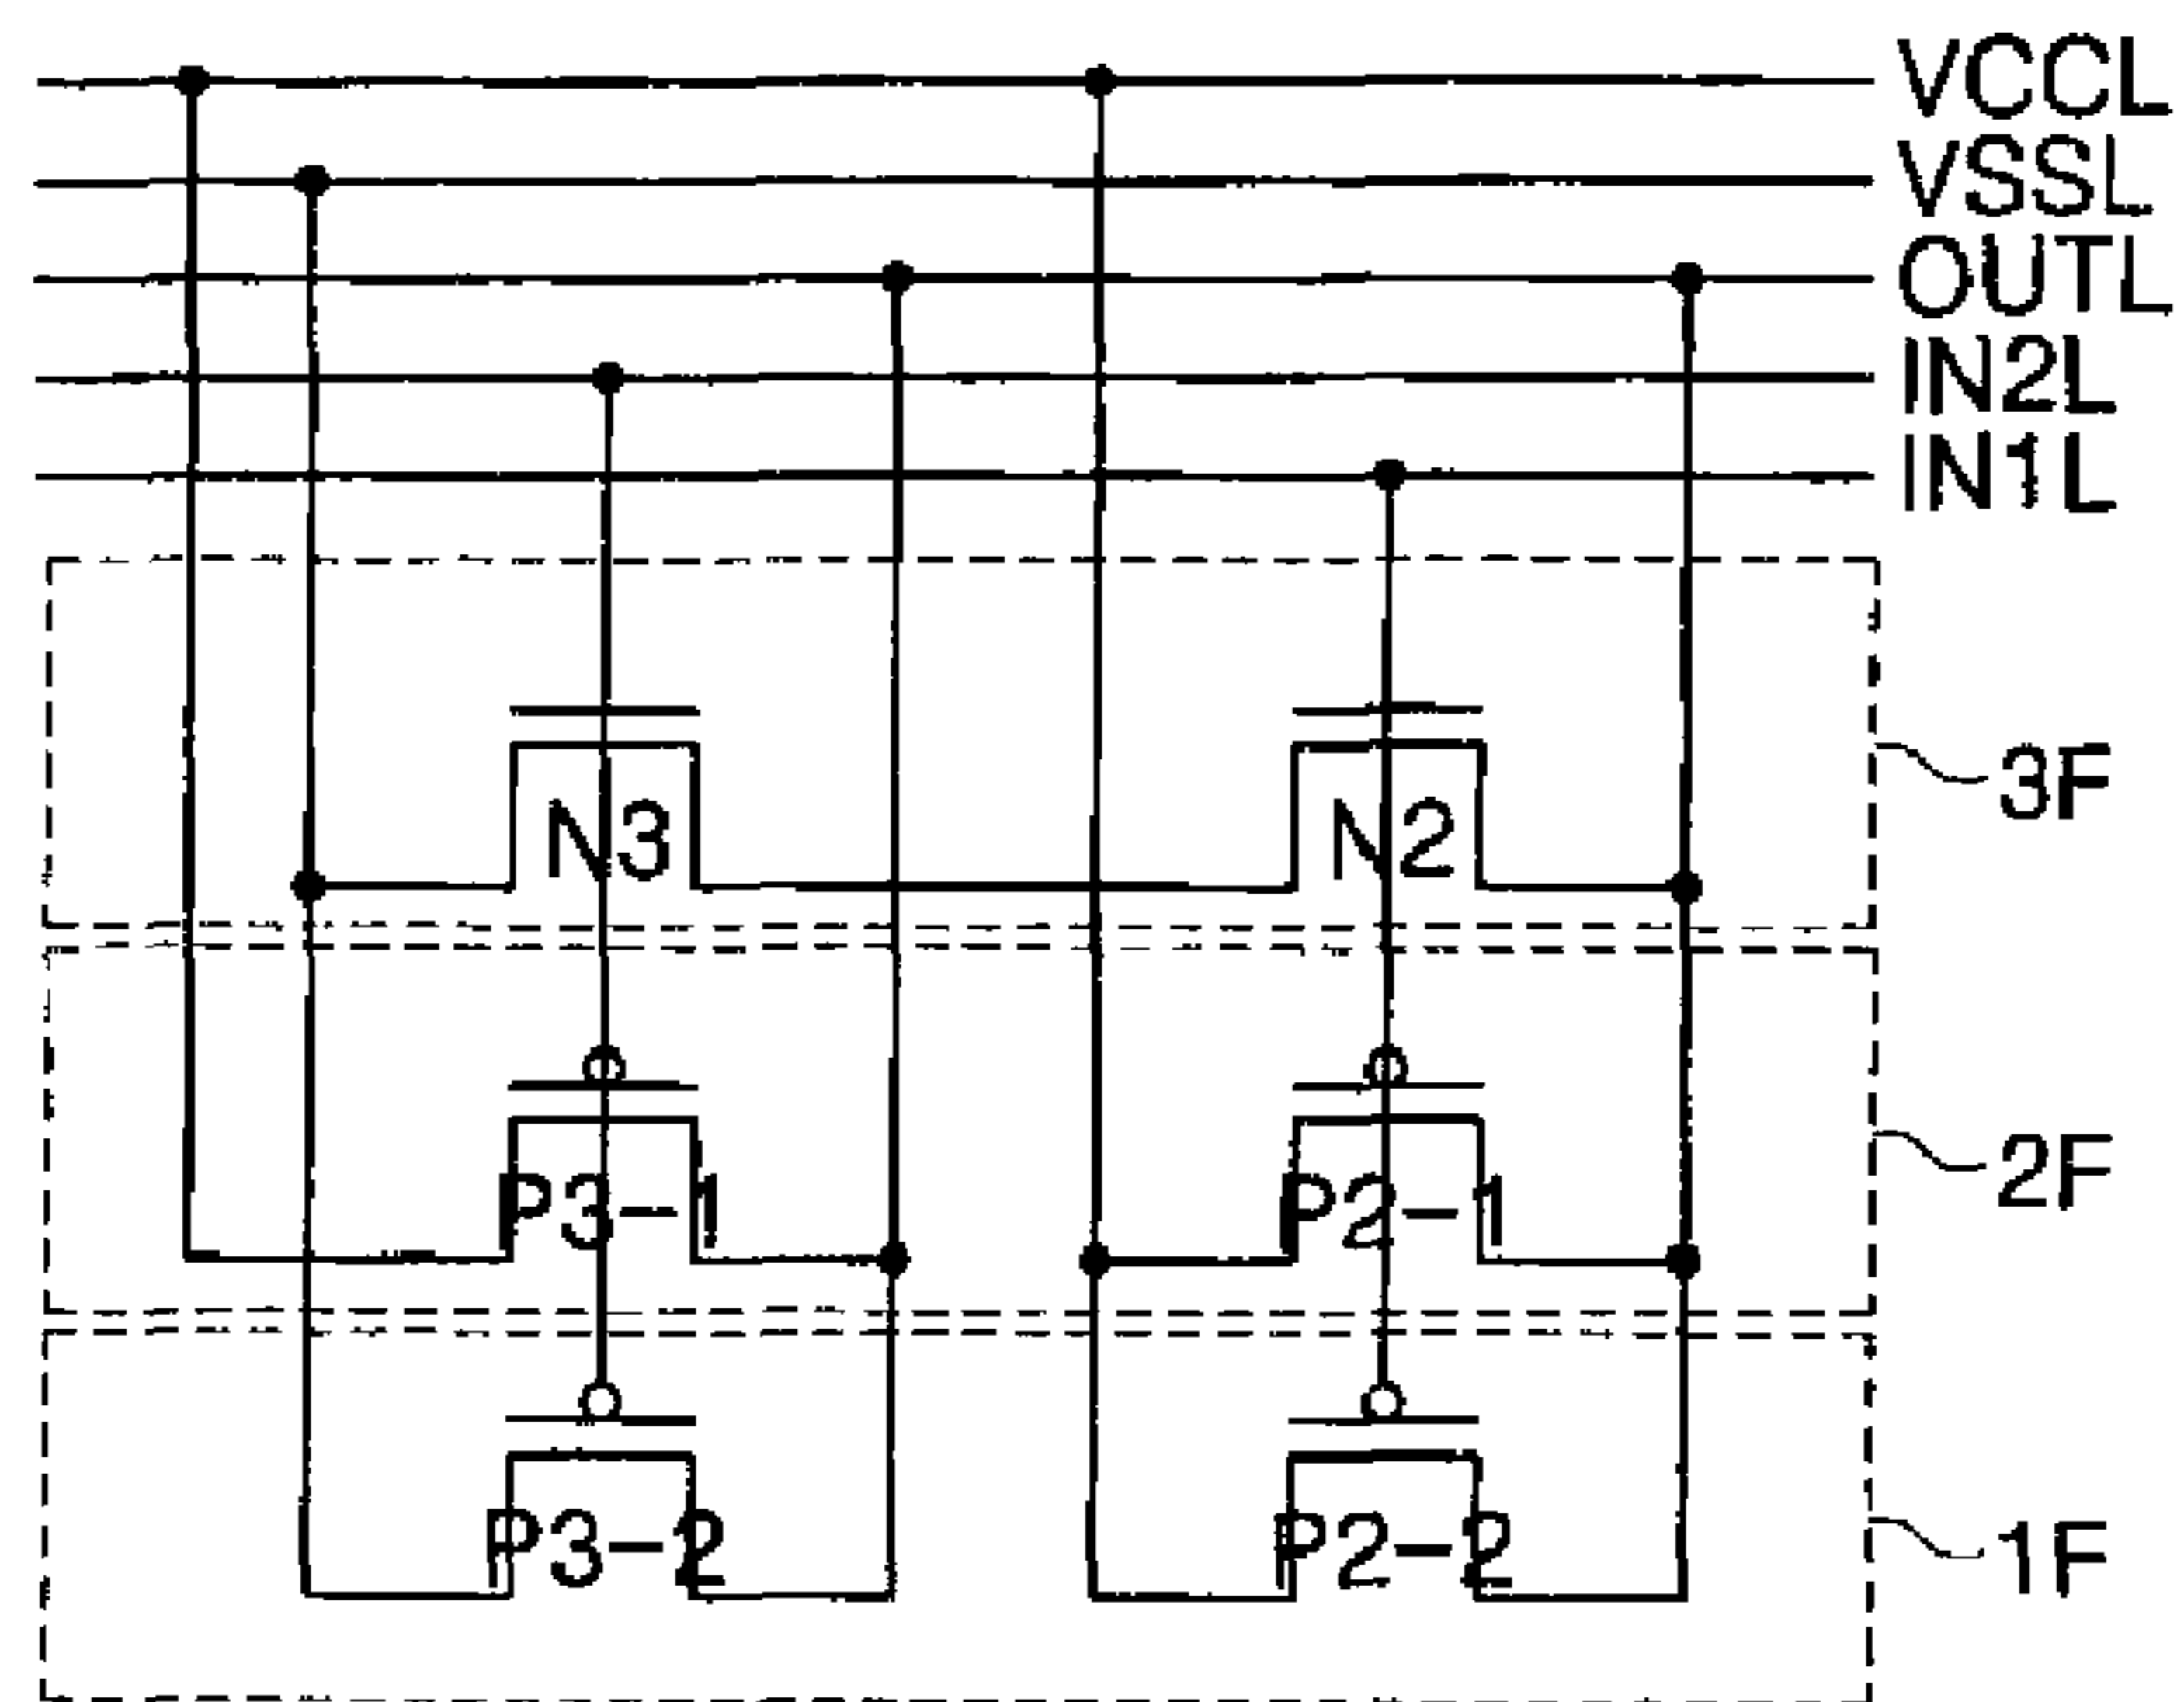 VCCL
VSSL
OUTL
IN2L
IN1L
N3 N2
3F
P3-1 P2-1
2F
P3-2 P2-2
1F